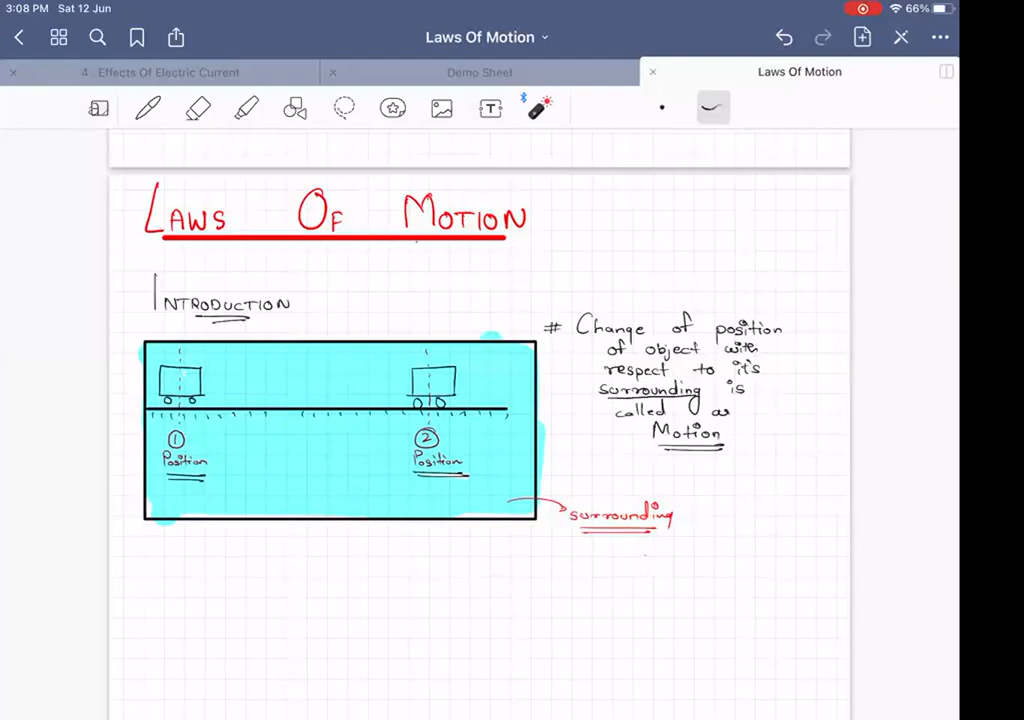 3:08 PM Sat 12 Jun
66%
Laws Of Motion
4 . Effects Of Electric Current
Demo Sheet
Laws Of Motion
T
LAWS OF MOTION
INTRODUCTION
1
Position
2
Position
# Change of position
of object with
respect to it's
surrounding is
called as
Motion
surrounding